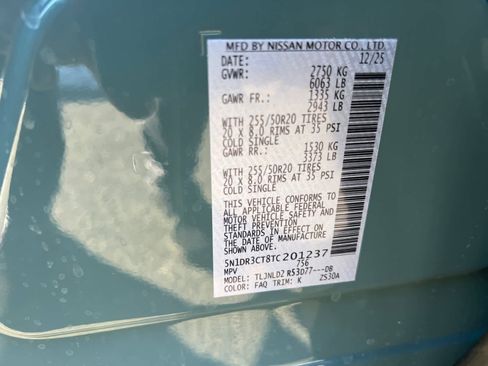 MFD BY NISSAN MOTOR CO., LTD.
DATE: 12/25
GVWR: 2750 KG
6063 LB
GAWR FR.: 1335 KG
2943 LB
WITH 255/50R20 TIRES
20 X 8.0 RIMS AT 35 PSI
COLD SINGLE
GAWR RR.: 1530 KG
3373 LB
WITH 255/50R20 TIRES
20 X 8.0 RIMS AT 35 PSI
COLD SINGLE
THIS VEHICLE CONFORMS TO
ALL APPLICABLE FEDERAL
MOTOR VEHICLE SAFETY AND
THEFT PREVENTION
STANDARDS IN EFFECT ON
THE DATE OF MANUFACTURE
SHOWN ABOVE.
5N1DR3CT8TC201237
MPV 756
MODEL: TLJNLD2 RS3D77---DB
COLOR: FAQ TRIM: K ZS30A